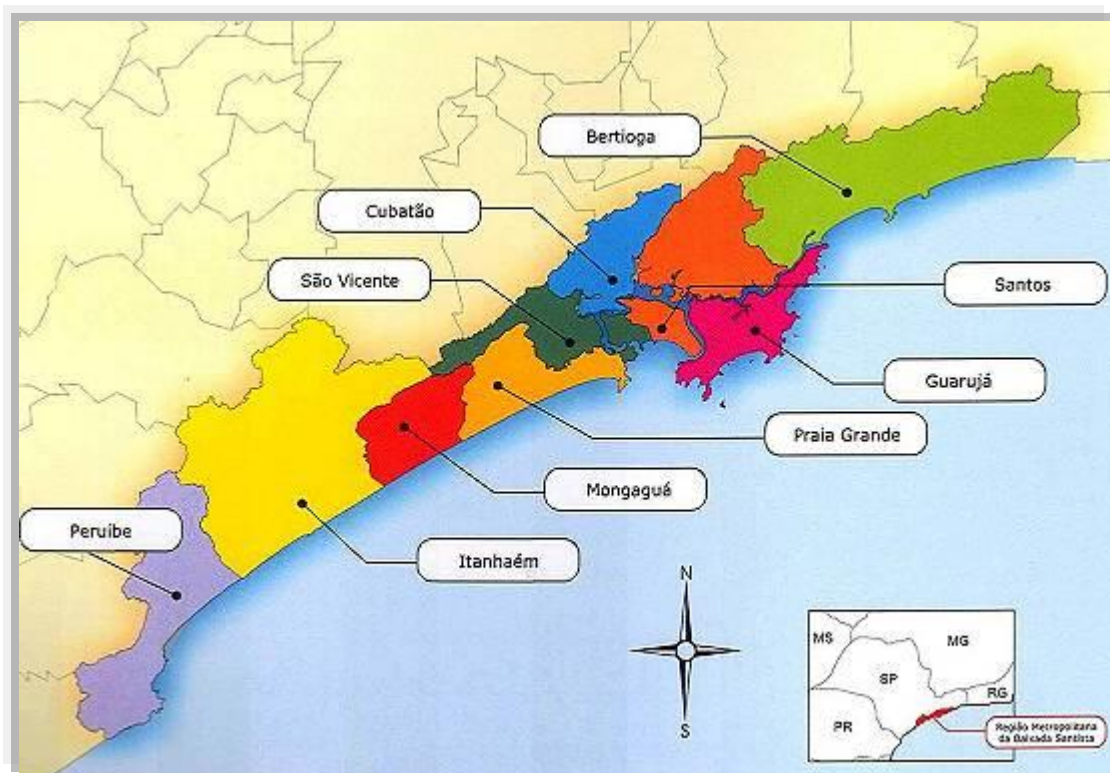 Bertioga
Cubatão
São Vicente
Santos
Guarujá
Praia Grande
Mongaguá
Peruibe
Itanhaém
N
S
MS
MG
SP
RG
PR
Região Metropolitana
da Baixada Santista